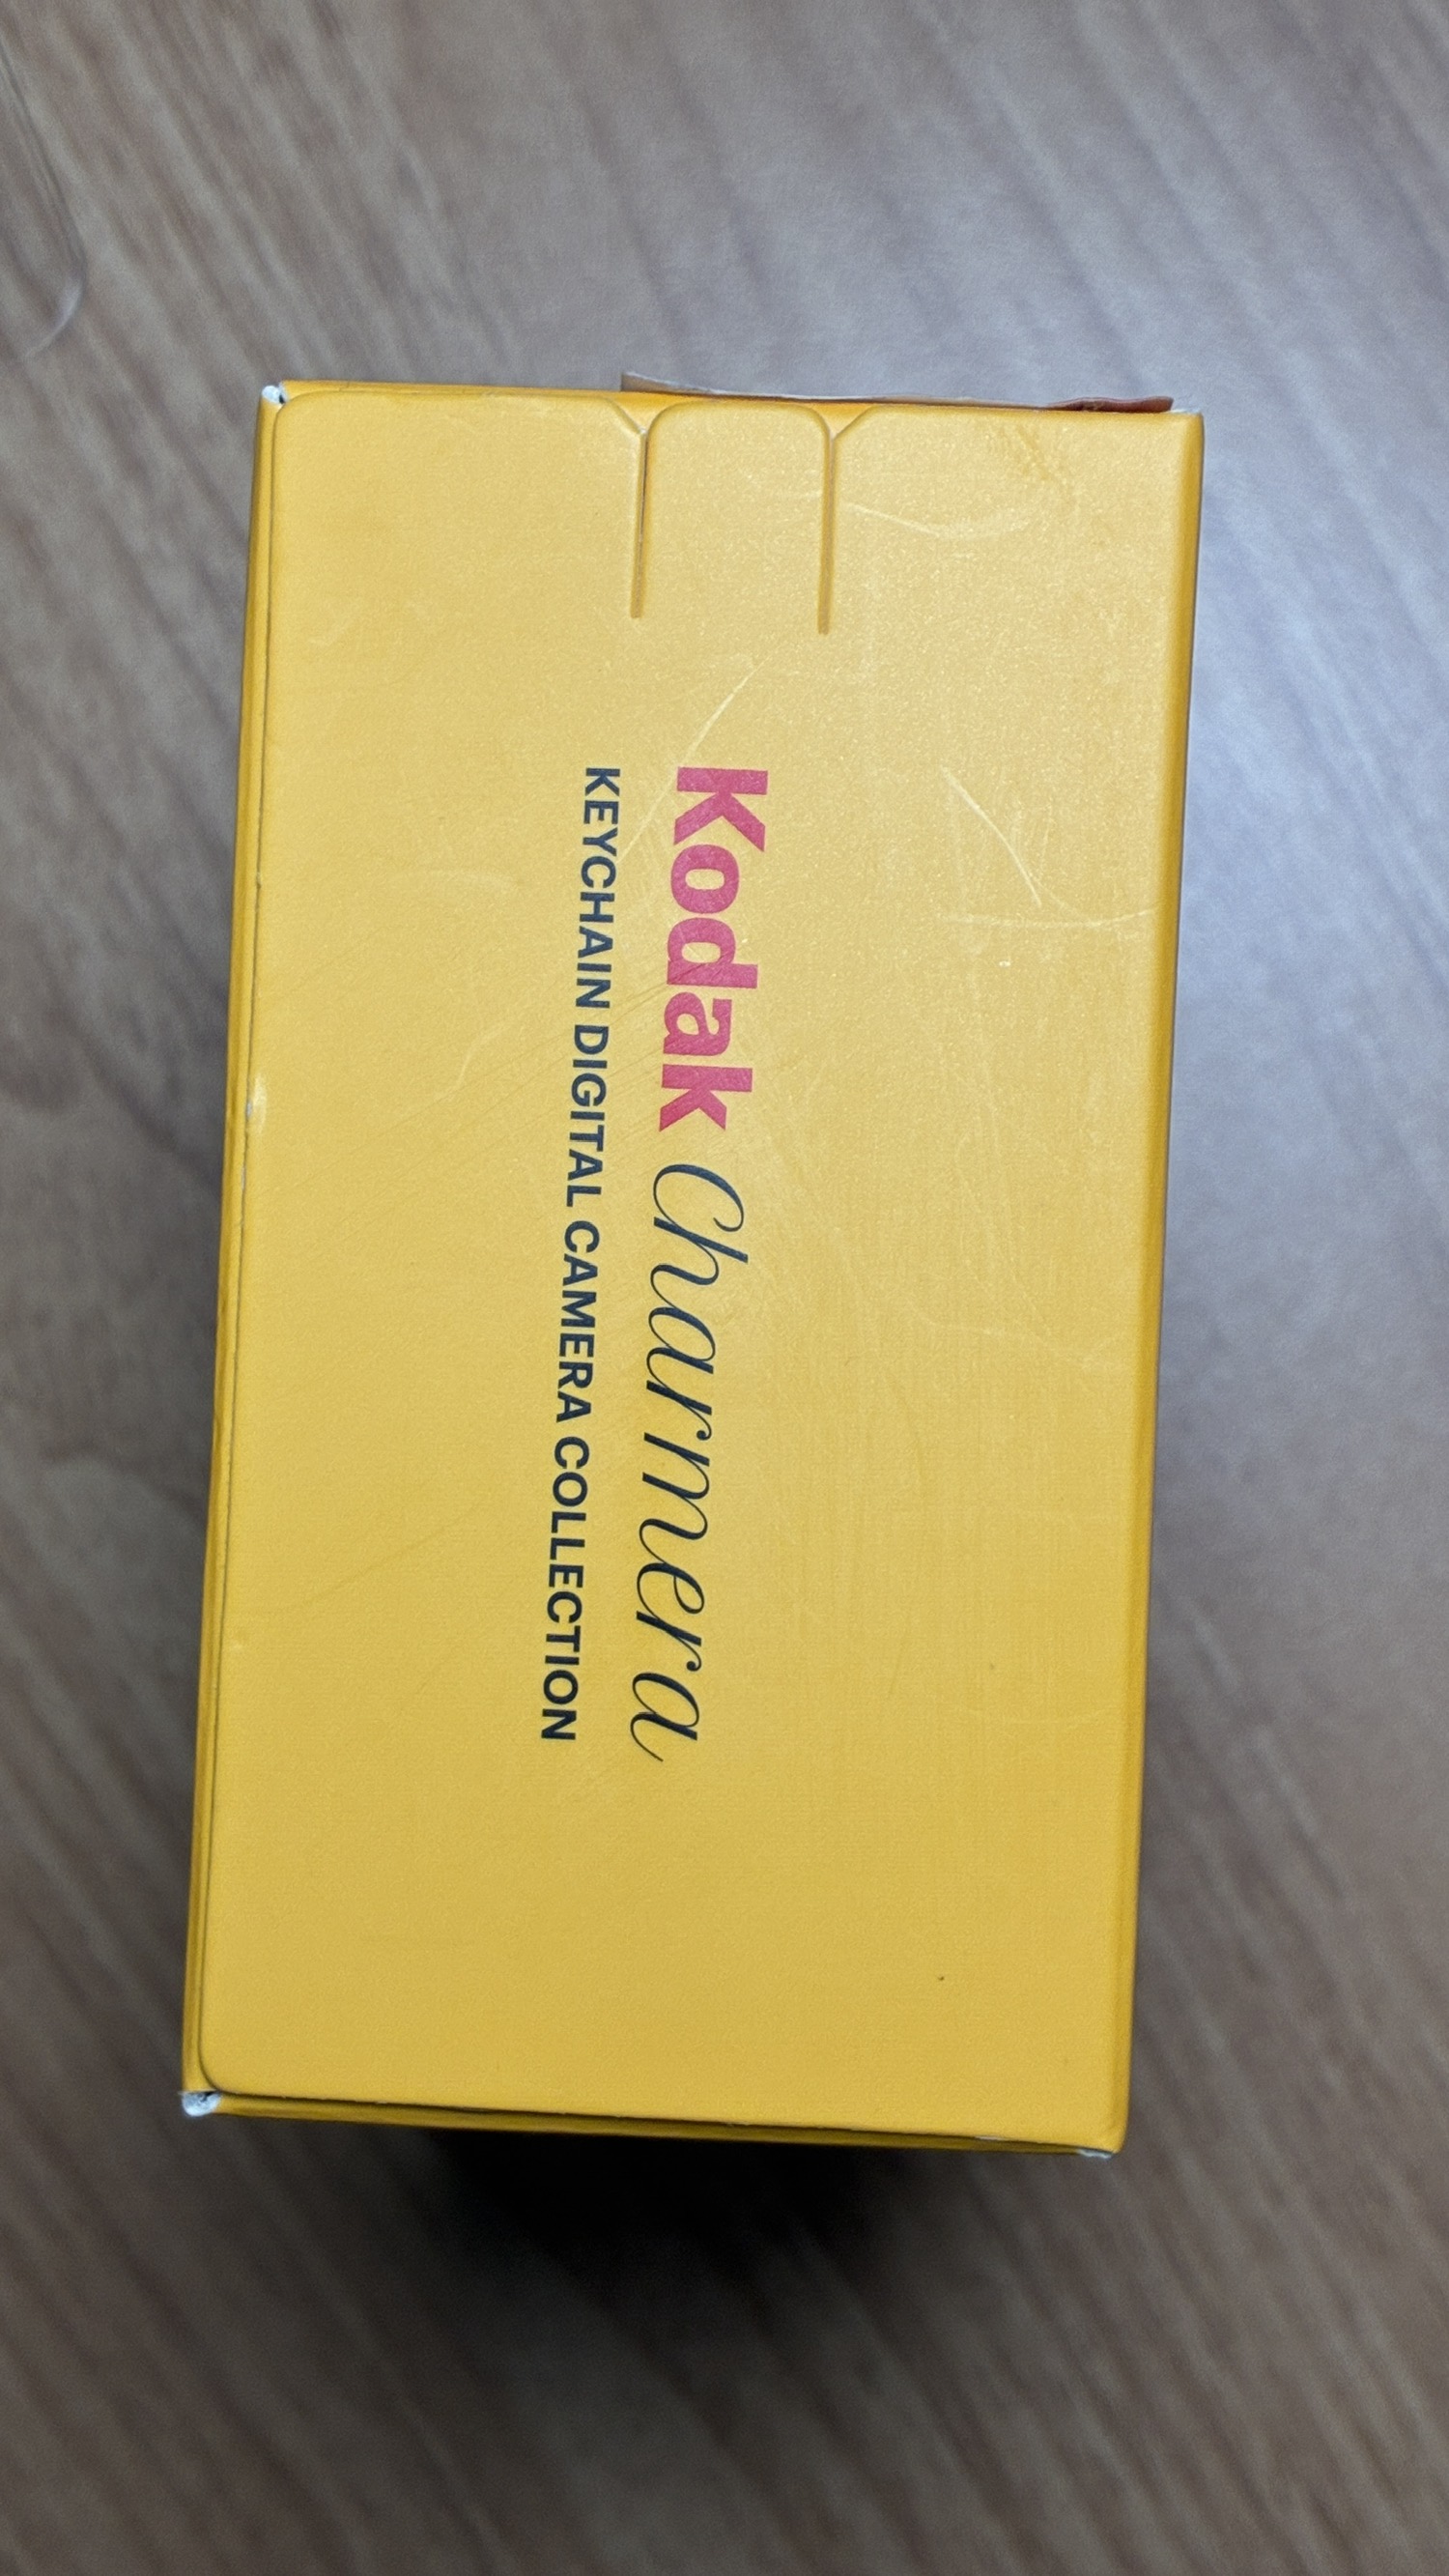 Kodak Charmera
KEYCHAIN DIGITAL CAMERA COLLECTION